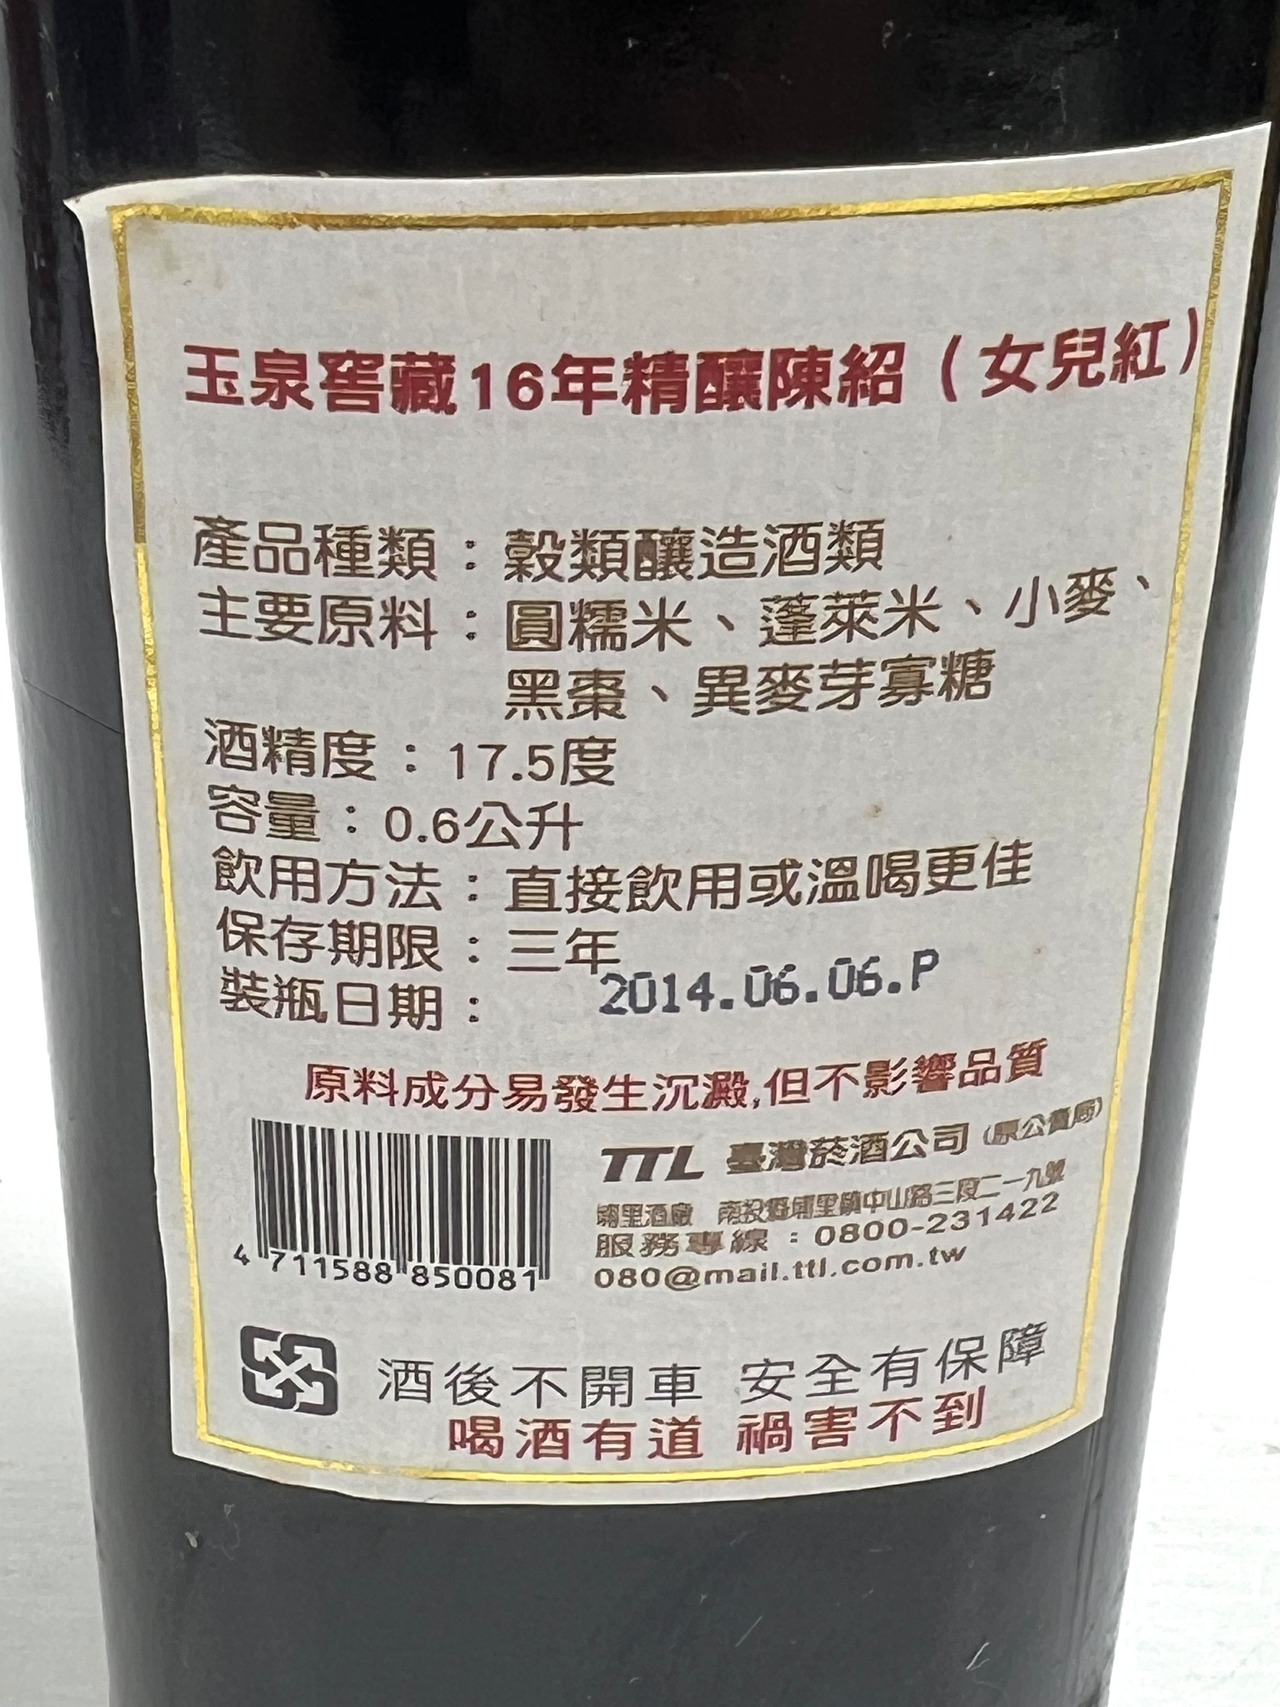 玉泉窖藏16年精釀陳紹（女兒紅）
產品種類：穀類釀造酒類
主要原料：圓糯米、蓬萊米、小麥、
黑棗、異麥芽寡糖
酒精度：17.5度
容量：0.6公升
飲用方法：直接飲用或溫喝更佳
保存期限：三年
裝瓶日期：2014.06.06.P
原料成分易發生沉澱,但不影響品質
TTL 臺灣菸酒公司（原公賣局）
埔里酒廠 南投縣埔里鎮中山路三段二一九號
服務專線：0800-231422
080@mail.ttl.com.tw
4 711588 850081
酒後不開車 安全有保障
喝酒有道 禍害不到